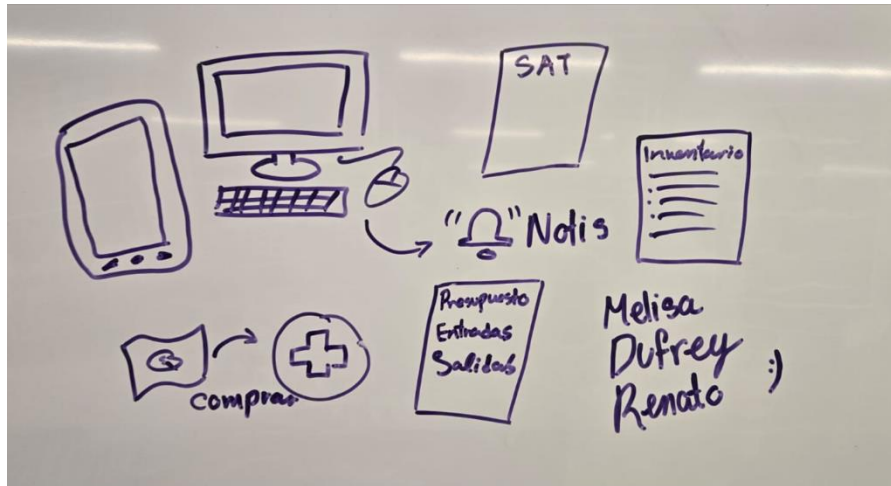 SAT
Inventario
"🔔" Notis
Presupuesto
Entradas
Salidas
comprar
Melisa
Dufrey
Renato :)